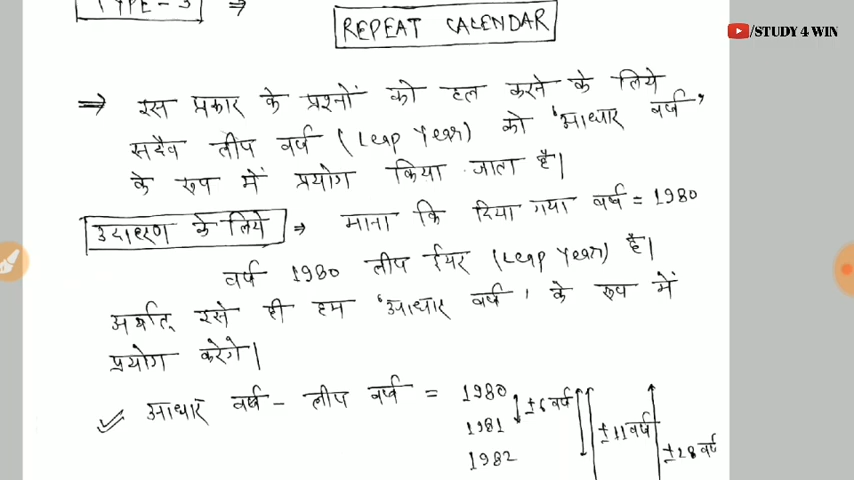 TYPE - 3 ⇒
REPEAT CALENDAR
/STUDY 4 WIN
⇒ इस प्रकार के प्रश्नों को हल करने के लिये
सदैव लीप वर्ष (Leap Year) को 'आधार वर्ष'
के रूप में प्रयोग किया जाता है।
उदाहरण के लिये ⇒ माना कि दिया गया वर्ष = 1980
वर्ष 1980 लीप ईयर (Leap Year) है।
अर्थात् इसे ही हम 'आधार वर्ष' के रूप में
प्रयोग करेगे।
आधार वर्ष - लीप वर्ष = 1980 ±6 वर्ष
1981 ±11 वर्ष
1982 ±28 वर्ष